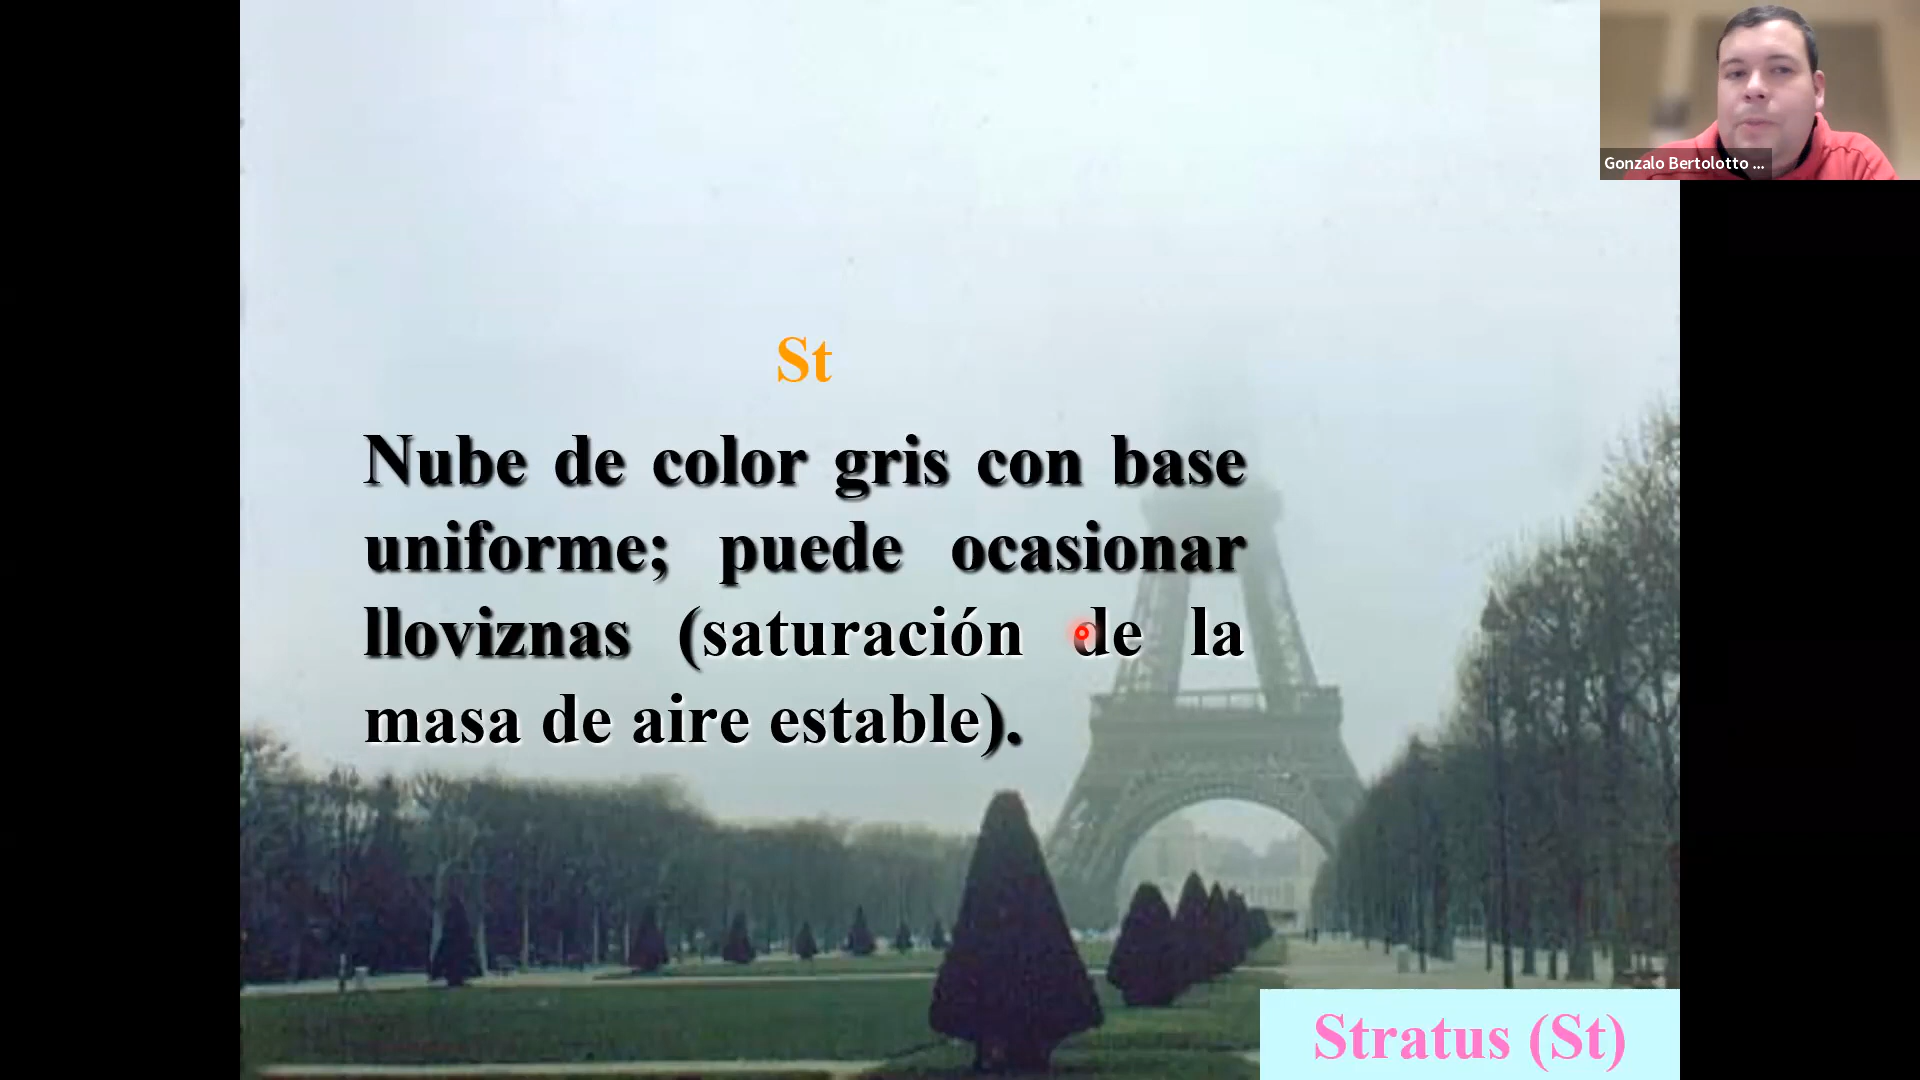 Gonzalo Bertolotto ...
St
Nube de color gris con base
uniforme; puede ocasionar
lloviznas (saturación de la
masa de aire estable).
Stratus (St)